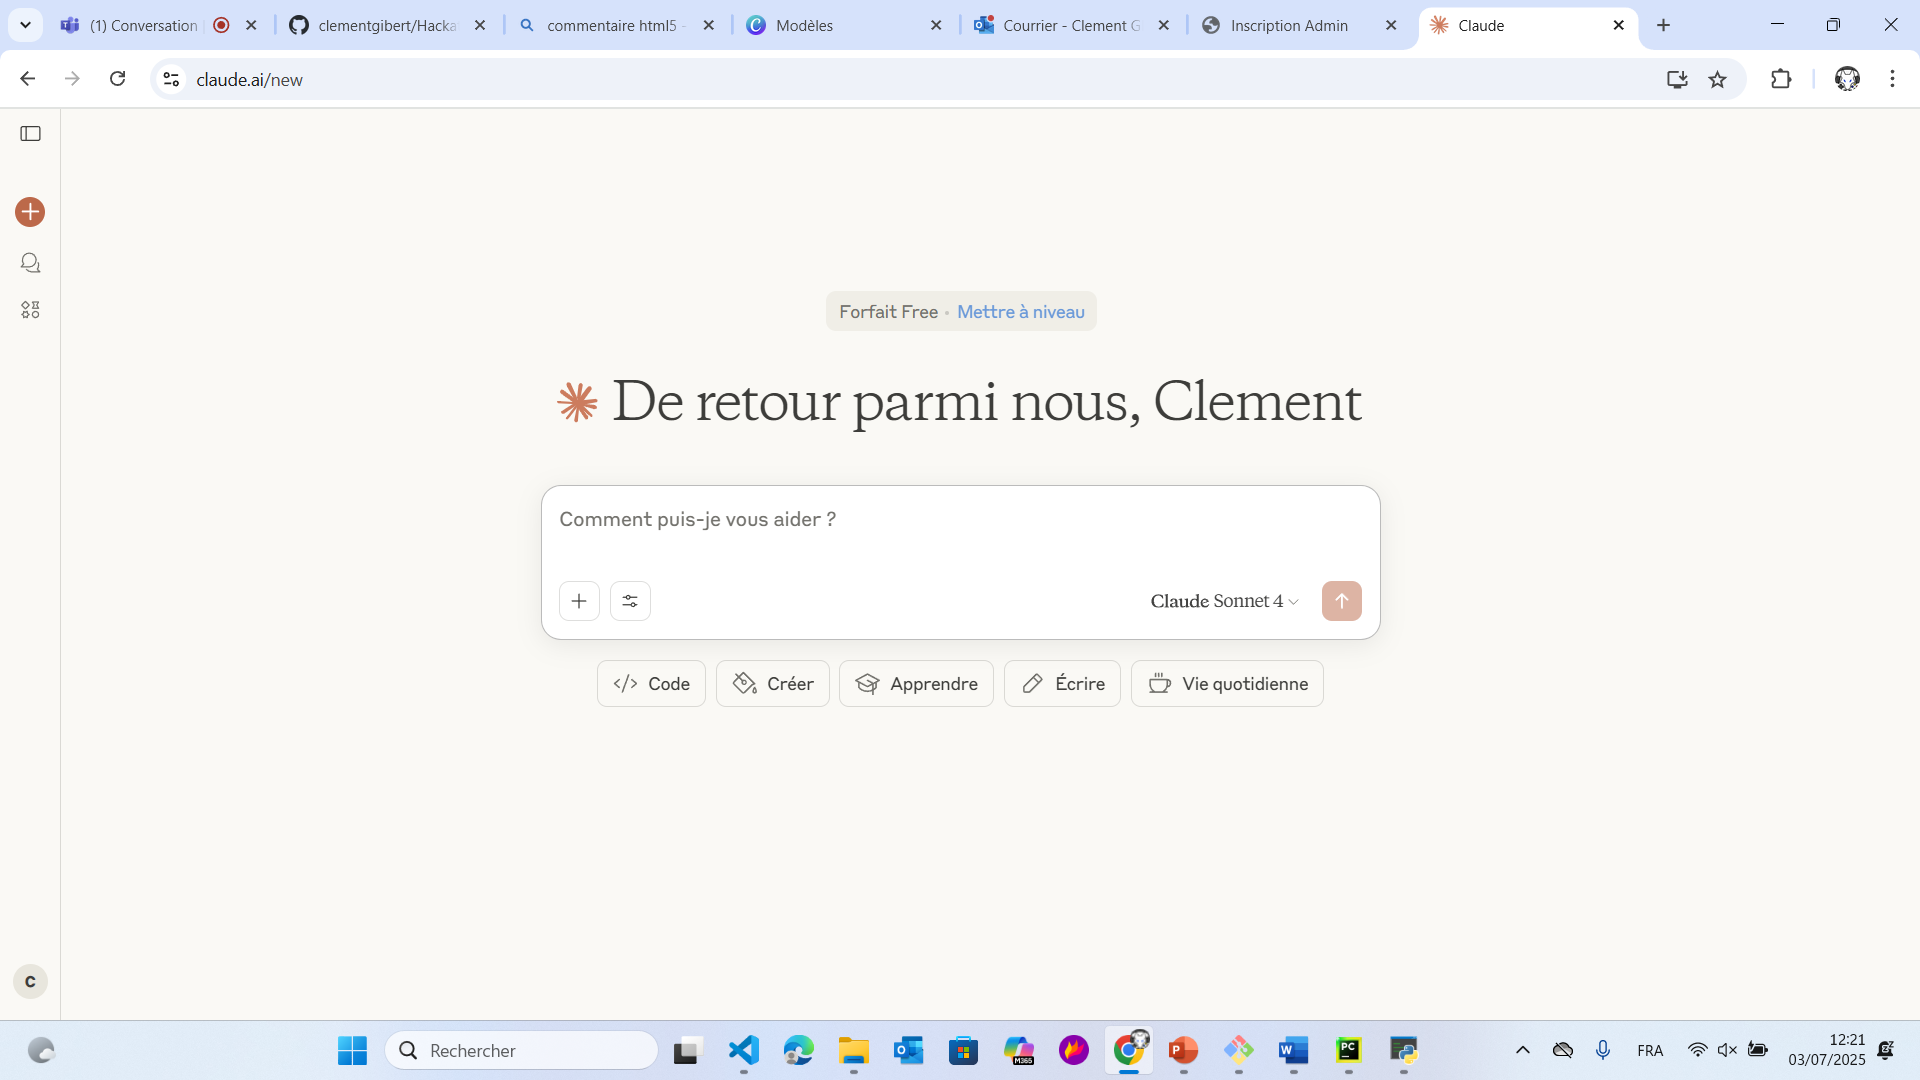 (1) Conversation
clementgibert/Hacka
commentaire html5 -
Modèles
Courrier - Clement G
Inscription Admin
Claude
claude.ai/new
Forfait Free • Mettre à niveau
De retour parmi nous, Clement
Comment puis-je vous aider ?
Claude Sonnet 4
Code
Créer
Apprendre
Écrire
Vie quotidienne
C
Rechercher
M365
FRA
12:21
03/07/2025